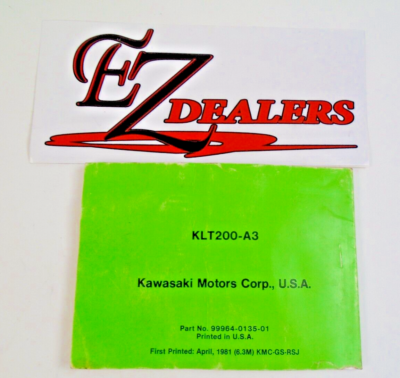 EZ DEALERS
KLT200-A3
Kawasaki Motors Corp., U.S.A.
Part No. 99964-0135-01
Printed in U.S.A.
First Printed: April, 1981 (6.3M) KMC-GS-RSJ